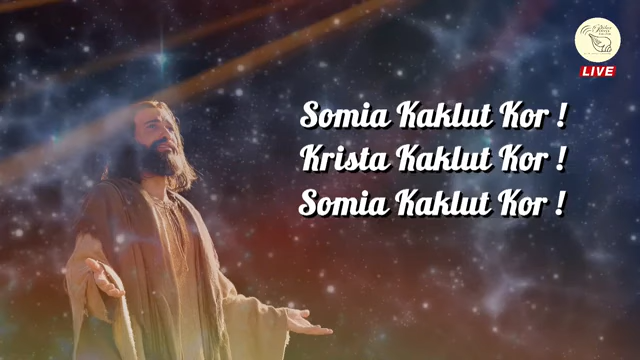 Somia Kaklut Kor !
Krista Kaklut Kor !
Somia Kaklut Kor !
LIVE